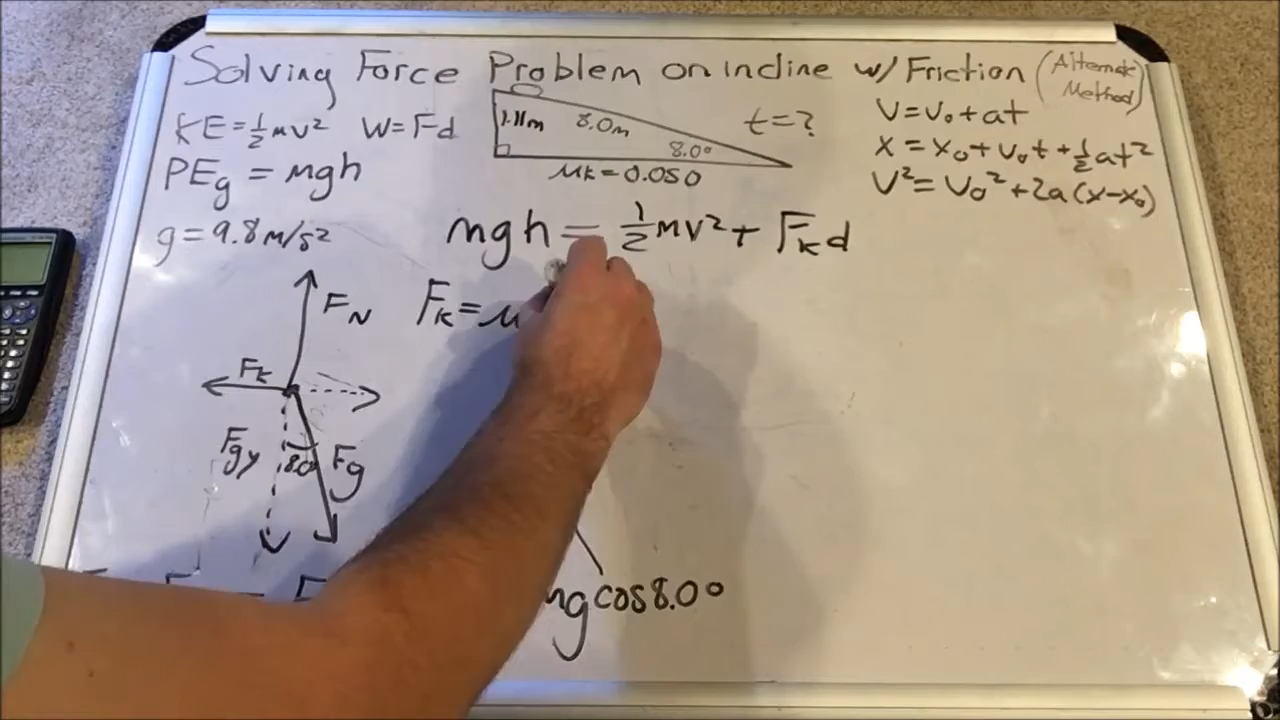 Solving Force Problem on incline w/ Friction (Alternate Method)
KE = ½mv² W = Fd
PEg = mgh
g = 9.8 m/s²
1.11m 8.0m 8.0°
μk = 0.050
t = ?
v = v₀ + at
x = x₀ + v₀t + ½at²
v² = v₀² + 2a(x-x₀)
mgh = ½mv² + Fkd
Fk = μ
FN
Fk
Fgy 8.0 Fg
mg cos 8.0°